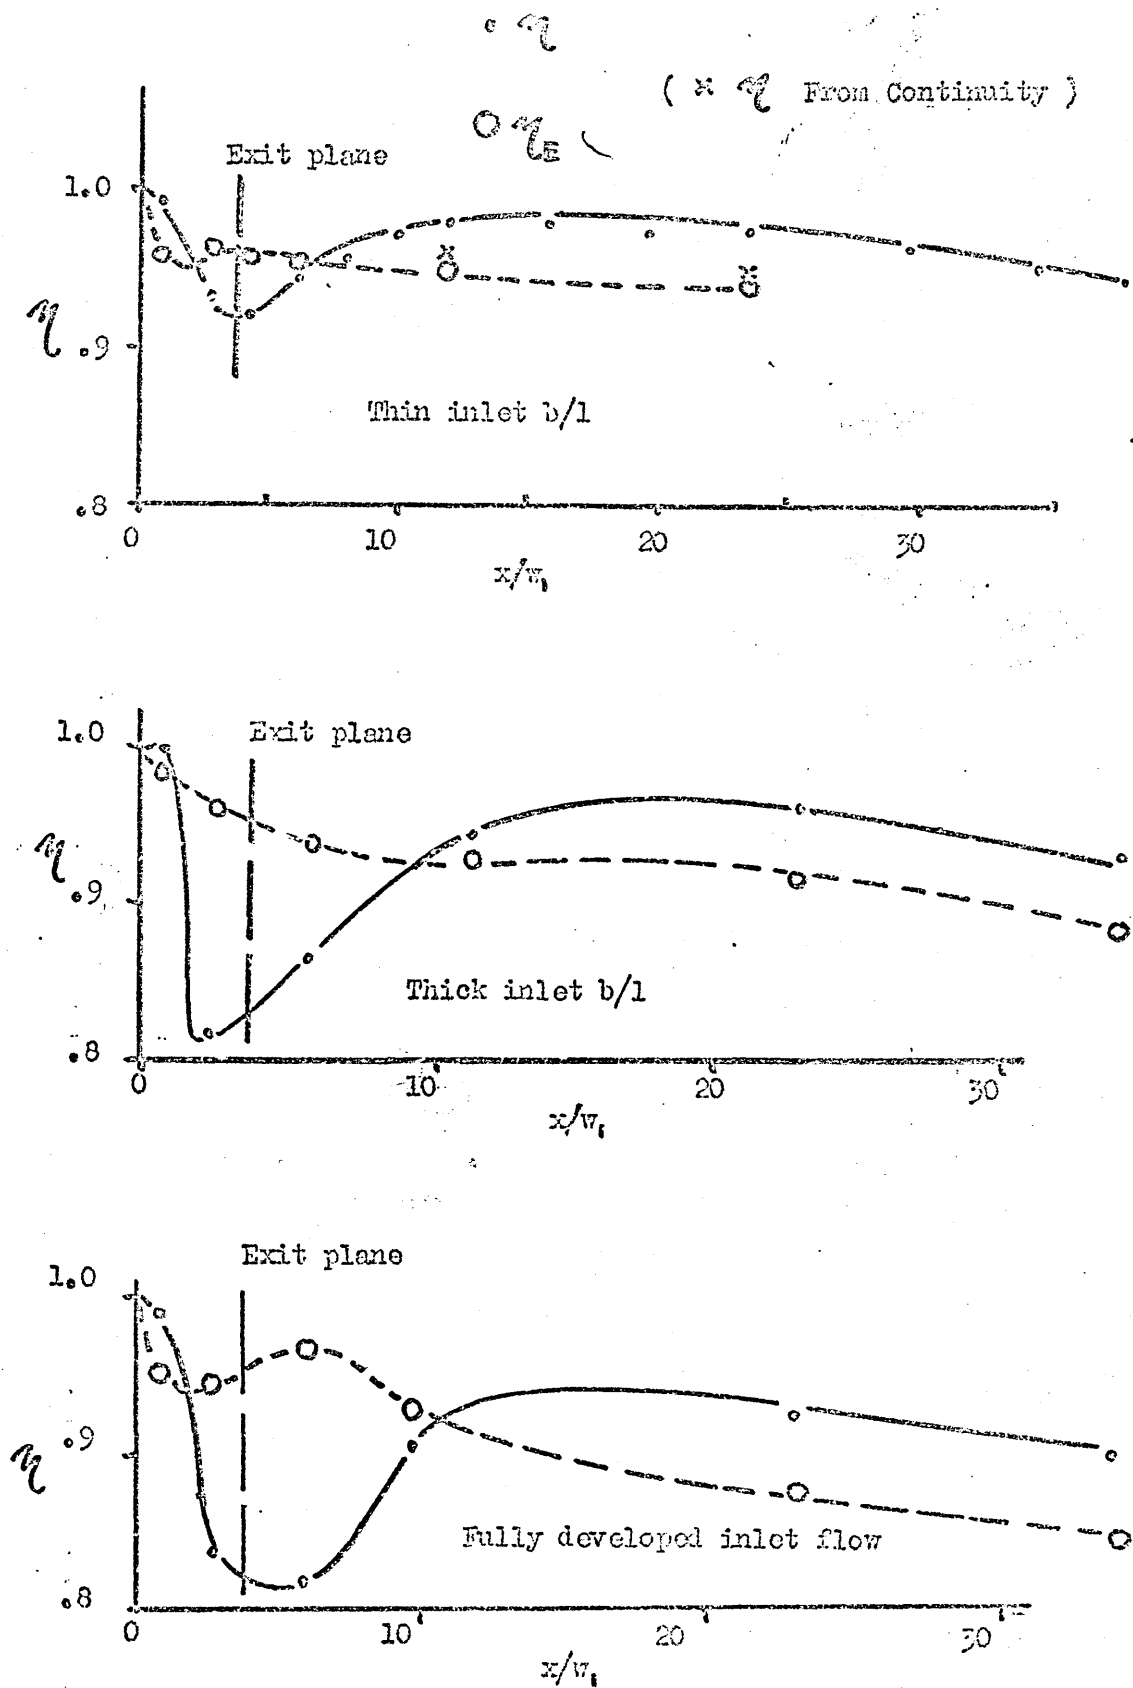 ∘ η
( × η From Continuity )
○ η_E
Exit plane
1.0
η
.9
Thin inlet b/l
.8
0 10 20 30
x/w₁
1.0
Exit plane
η
.9
Thick inlet b/l
.8
0 10 20 30
x/w₁
Exit plane
1.0
.9
η
Fully developed inlet flow
.8
0 10 20 30
x/w₁